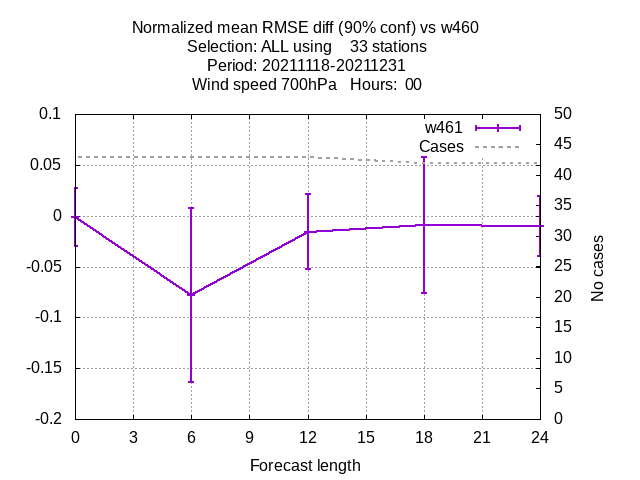 Normalized mean RMSE diff (90% conf) vs w460
Selection: ALL using    33 stations
Period: 20211118-20211231
Wind speed 700hPa   Hours:  00
w461
Cases
0.1
0.05
0
-0.05
-0.1
-0.15
-0.2
50
45
40
35
30
25
20
15
10
5
0
No cases
0 3 6 9 12 15 18 21 24
Forecast length